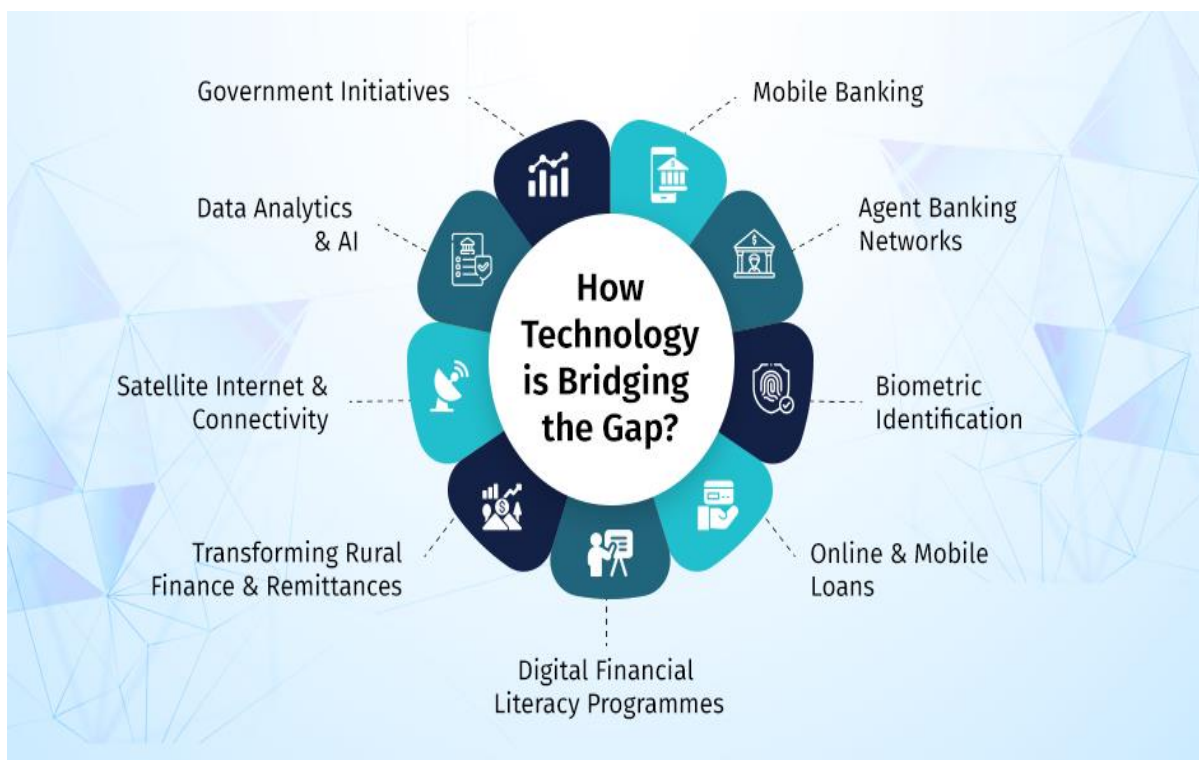 Government Initiatives
Mobile Banking
Data Analytics
& AI
Agent Banking
Networks
How
Technology
is Bridging
the Gap?
Satellite Internet &
Connectivity
Biometric
Identification
Transforming Rural
Finance & Remittances
Online & Mobile
Loans
Digital Financial
Literacy Programmes